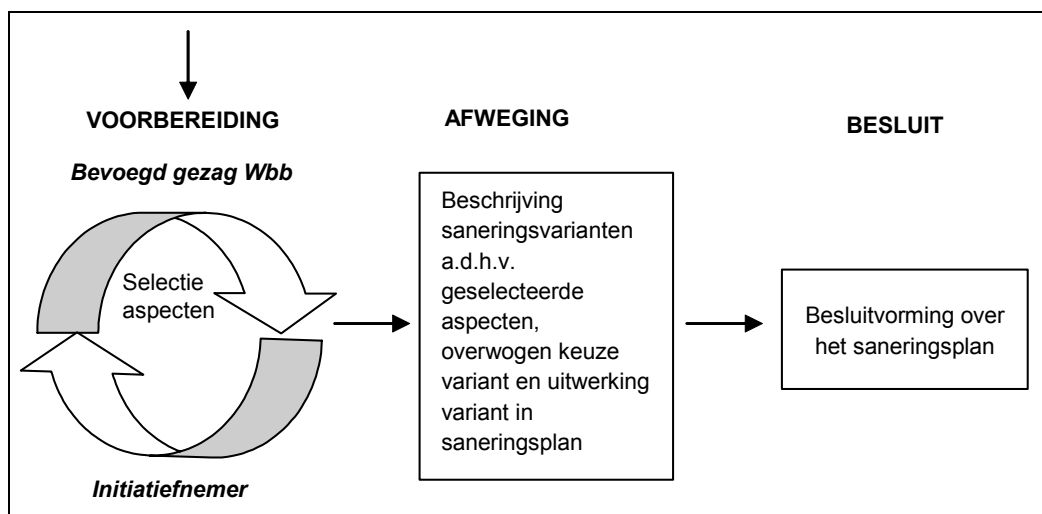 VOORBEREIDING
Bevoegd gezag Wbb
Selectie
aspecten
Initiatiefnemer
AFWEGING
Beschrijving
saneringsvarianten
a.d.h.v.
geselecteerde
aspecten,
overwogen keuze
variant en uitwerking
variant in
saneringsplan
BESLUIT
Besluitvorming over
het saneringsplan